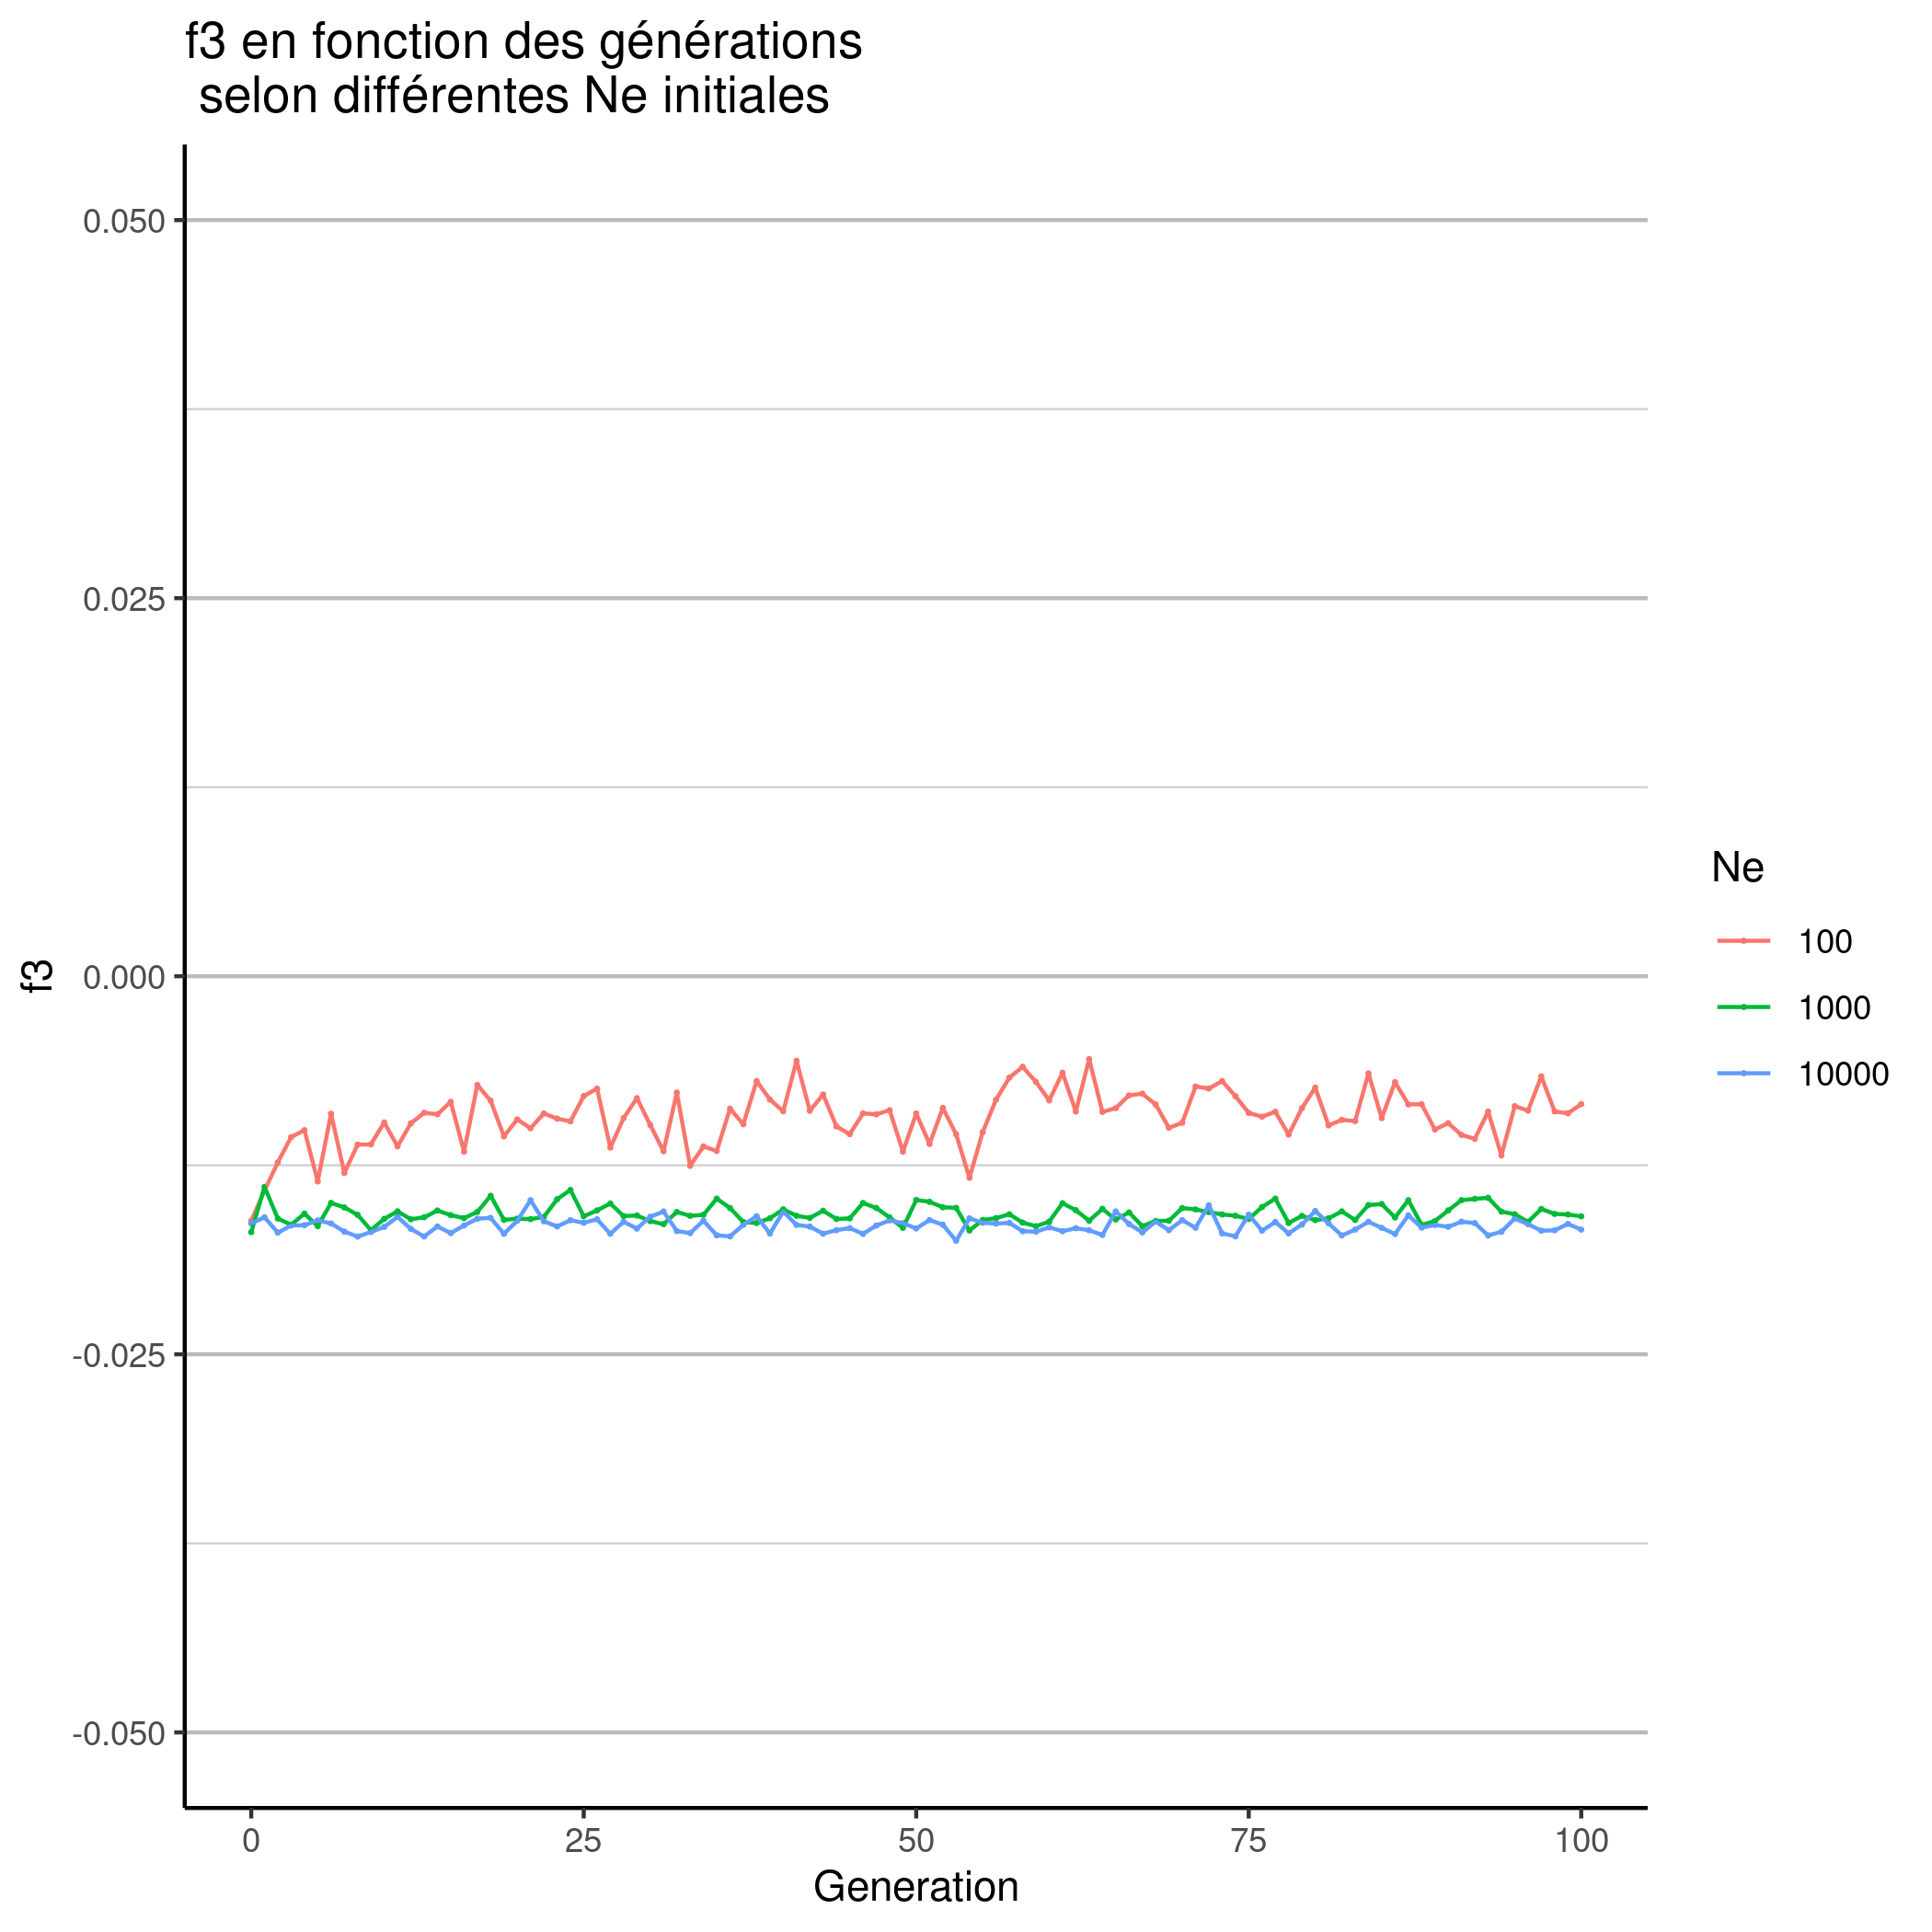 f3 en fonction des générations
selon différentes Ne initiales
0.050
0.025
0.000
-0.025
-0.050
f3
0
25
50
75
100
Generation
Ne
100
1000
10000